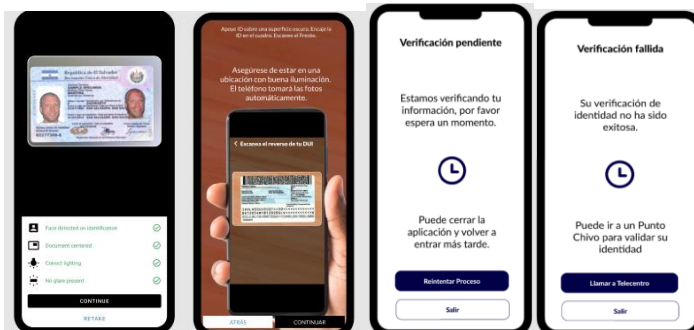 República de El Salvador
Documento Único de Identidad
Face detected on identification
Document centered
Correct lighting
No glare present
CONTINUE
RETAKE
Apoye ID sobre una superficie oscura. Encaje la
ID en el cuadro. Escanee el Frente.
Asegúrese de estar en una
ubicación con buena iluminación.
El teléfono tomará las fotos
automáticamente.
Escanea el reverso de tu DUI
ATRAS
CONTINUAR
Verificación pendiente
Estamos verificando tu
información, por favor
espera un momento.
Puede cerrar la
aplicación y volver a
entrar más tarde.
Reintentar Proceso
Salir
Verificación fallida
Su verificación de
identidad no ha sido
exitosa.
Puede ir a un Punto
Chivo para validar su
identidad
Llamar a Telecentro
Salir